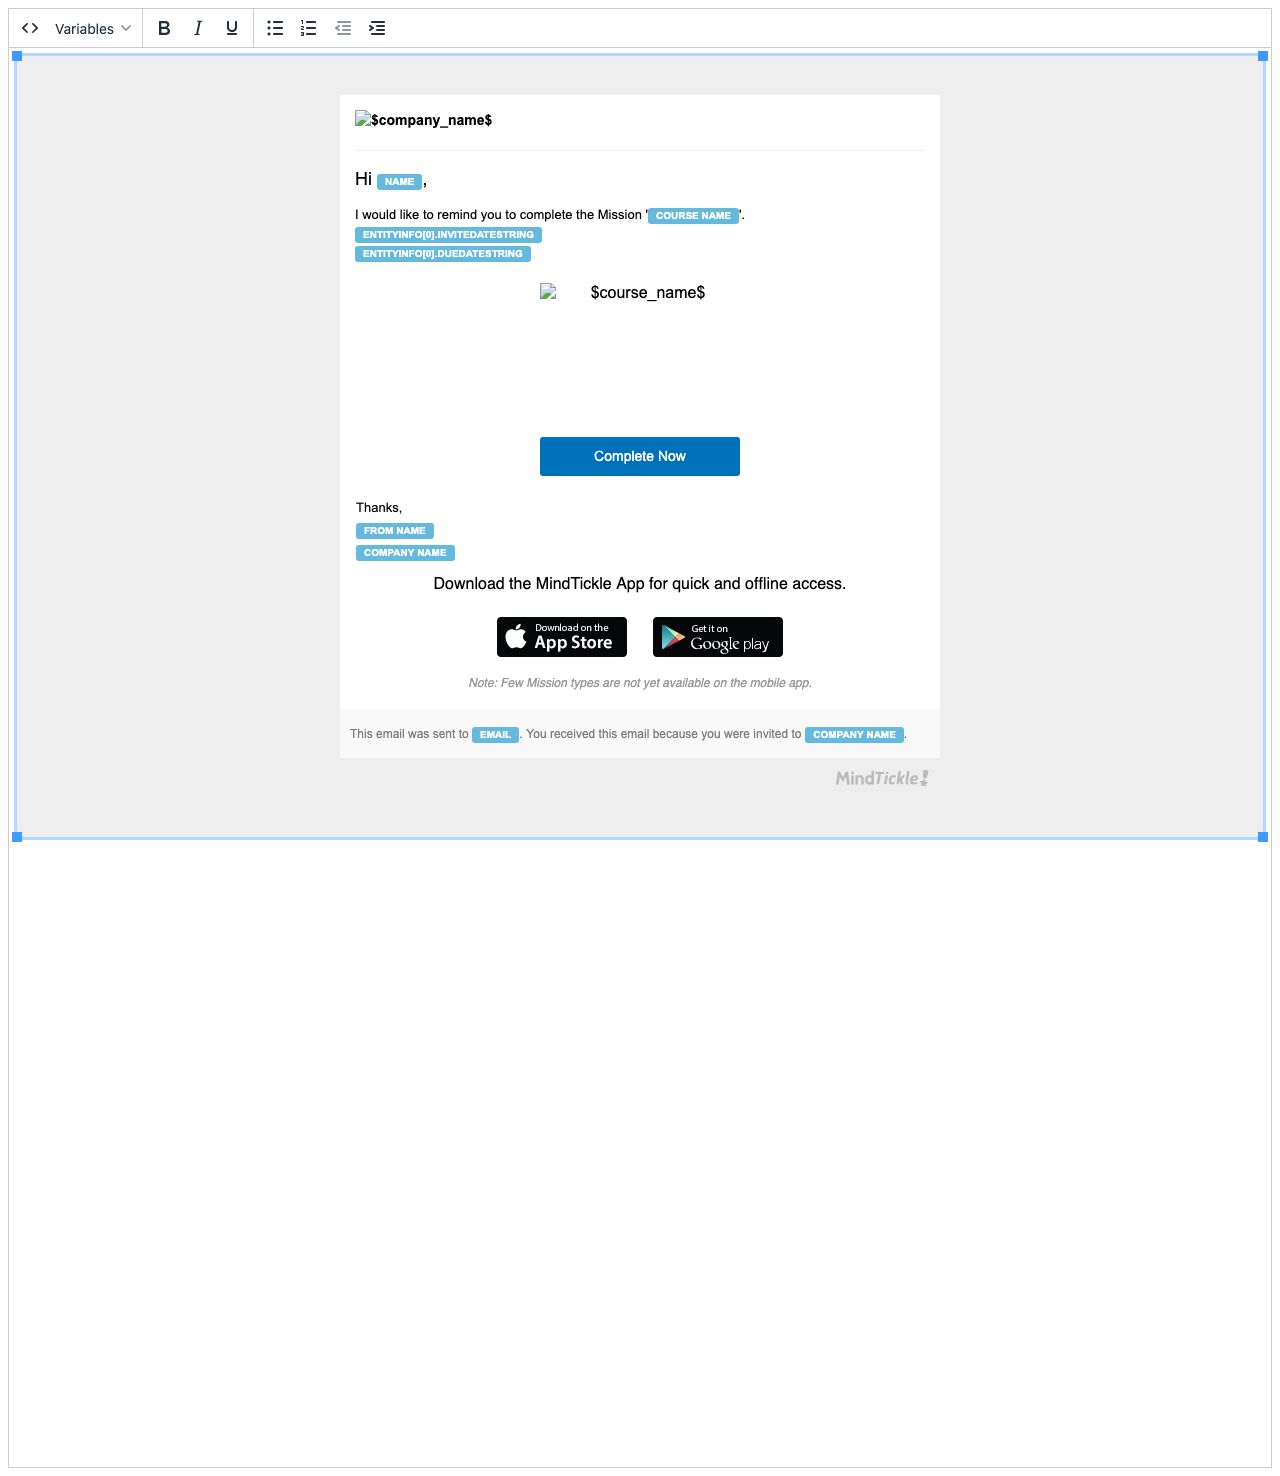 Variables
$company_name$
Hi NAME,
I would like to remind you to complete the Mission 'COURSE NAME'.
ENTITYINFO[0].INVITEDATESTRING
ENTITYINFO[0].DUEDATESTRING
$course_name$
Complete Now
Thanks,
FROM NAME
COMPANY NAME
Download the MindTickle App for quick and offline access.
Download on the App Store
Get it on Google play
Note: Few Mission types are not yet available on the mobile app.
This email was sent to EMAIL. You received this email because you were invited to COMPANY NAME.
MindTickle!